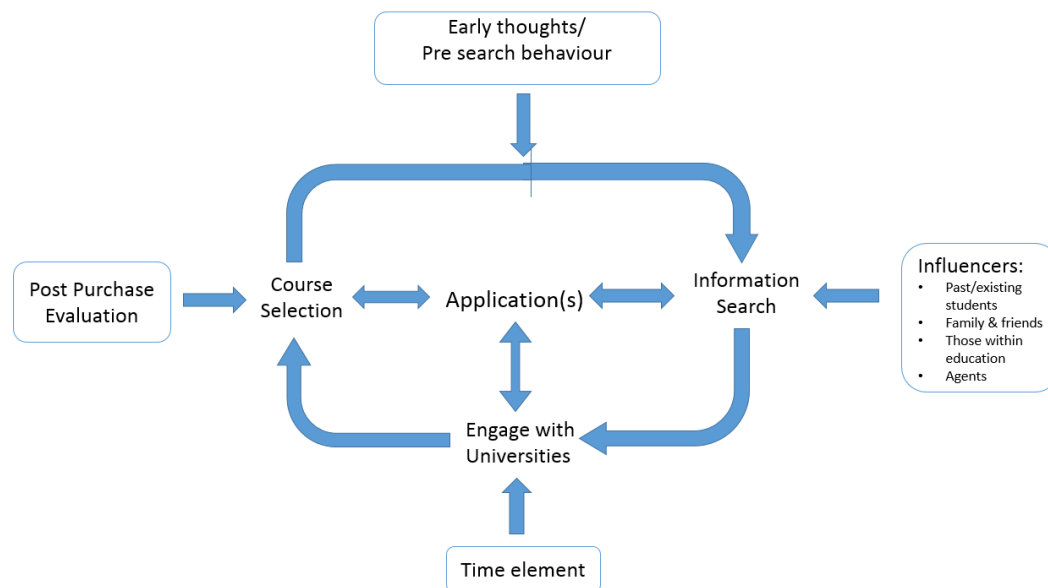 Early thoughts/
Pre search behaviour
Post Purchase
Evaluation
Course
Selection
Application(s)
Information
Search
Influencers:
• Past/existing
students
• Family & friends
• Those within
education
• Agents
Engage with
Universities
Time element